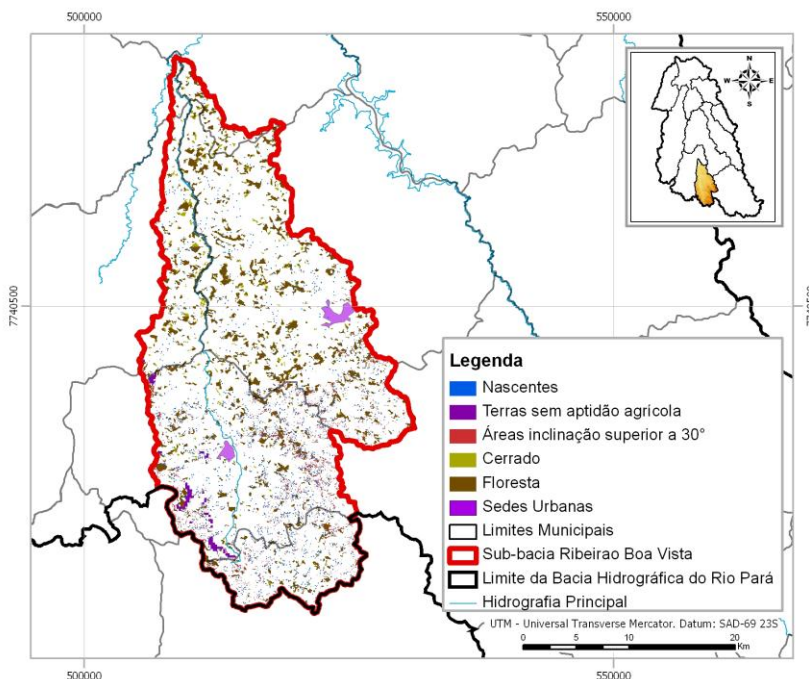 500000
550000
N
W
E
S
7740500
7740500
Legenda
Nascentes
Terras sem aptidão agrícola
Áreas inclinação superior a 30°
Cerrado
Floresta
Sedes Urbanas
Limites Municipais
Sub-bacia Ribeirao Boa Vista
Limite da Bacia Hidrográfica do Rio Pará
Hidrografia Principal
UTM - Universal Transverse Mercator. Datum: SAD-69 23S
0 5 10 20
Km
500000
550000